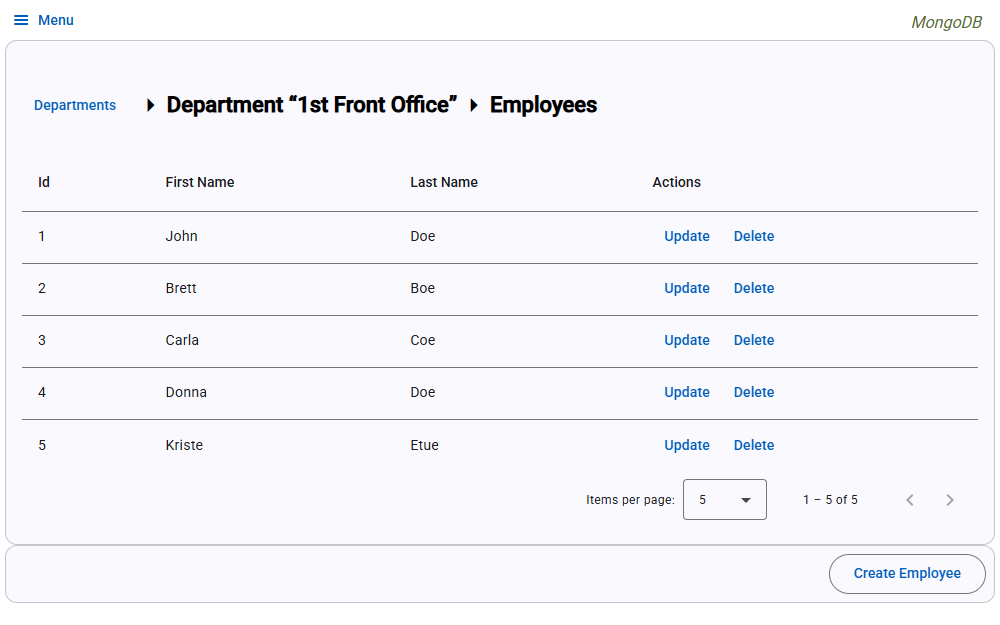 Menu MongoDB
Departments Department “1st Front Office” Employees
Id First Name Last Name Actions
1 John Doe Update Delete
2 Brett Boe Update Delete
3 Carla Coe Update Delete
4 Donna Doe Update Delete
5 Kriste Etue Update Delete
Items per page: 5 1 – 5 of 5
Create Employee